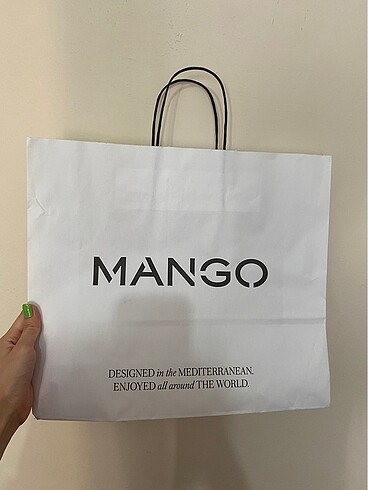 MANGO
DESIGNED in the MEDITERRANEAN.
ENJOYED all around THE WORLD.